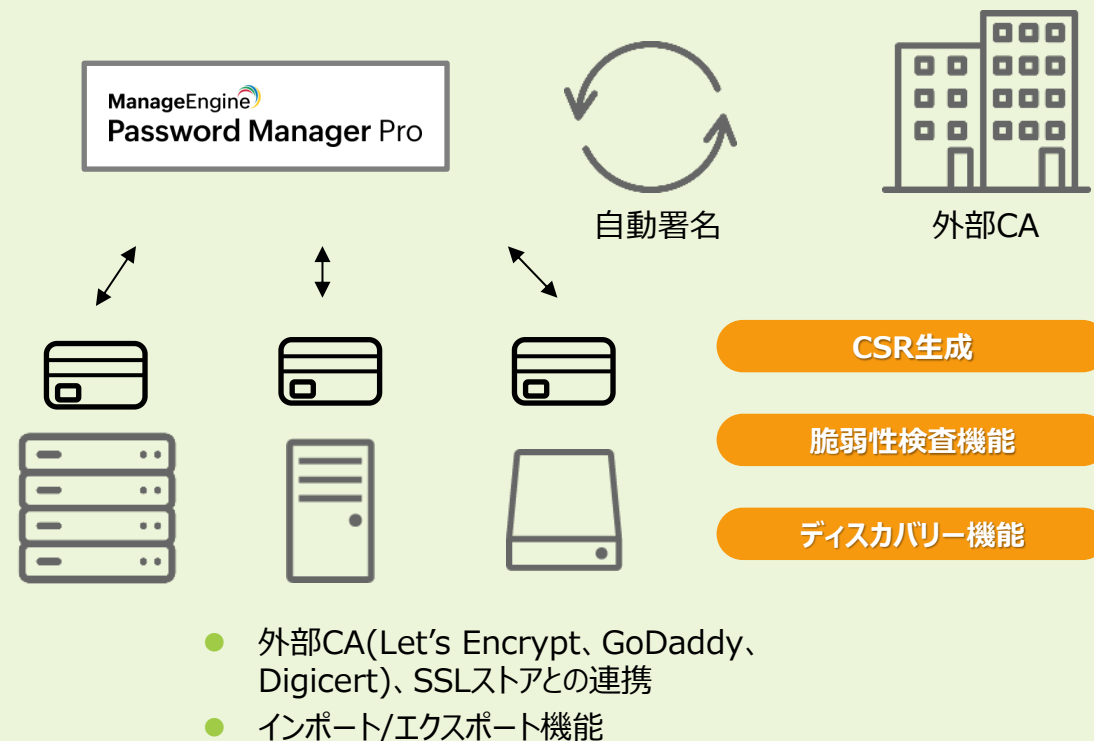 ManageEngine
Password Manager Pro
自動署名
外部CA
CSR生成
脆弱性検査機能
ディスカバリー機能
外部CA(Let's Encrypt、GoDaddy、
Digicert)、SSLストアとの連携
インポート/エクスポート機能